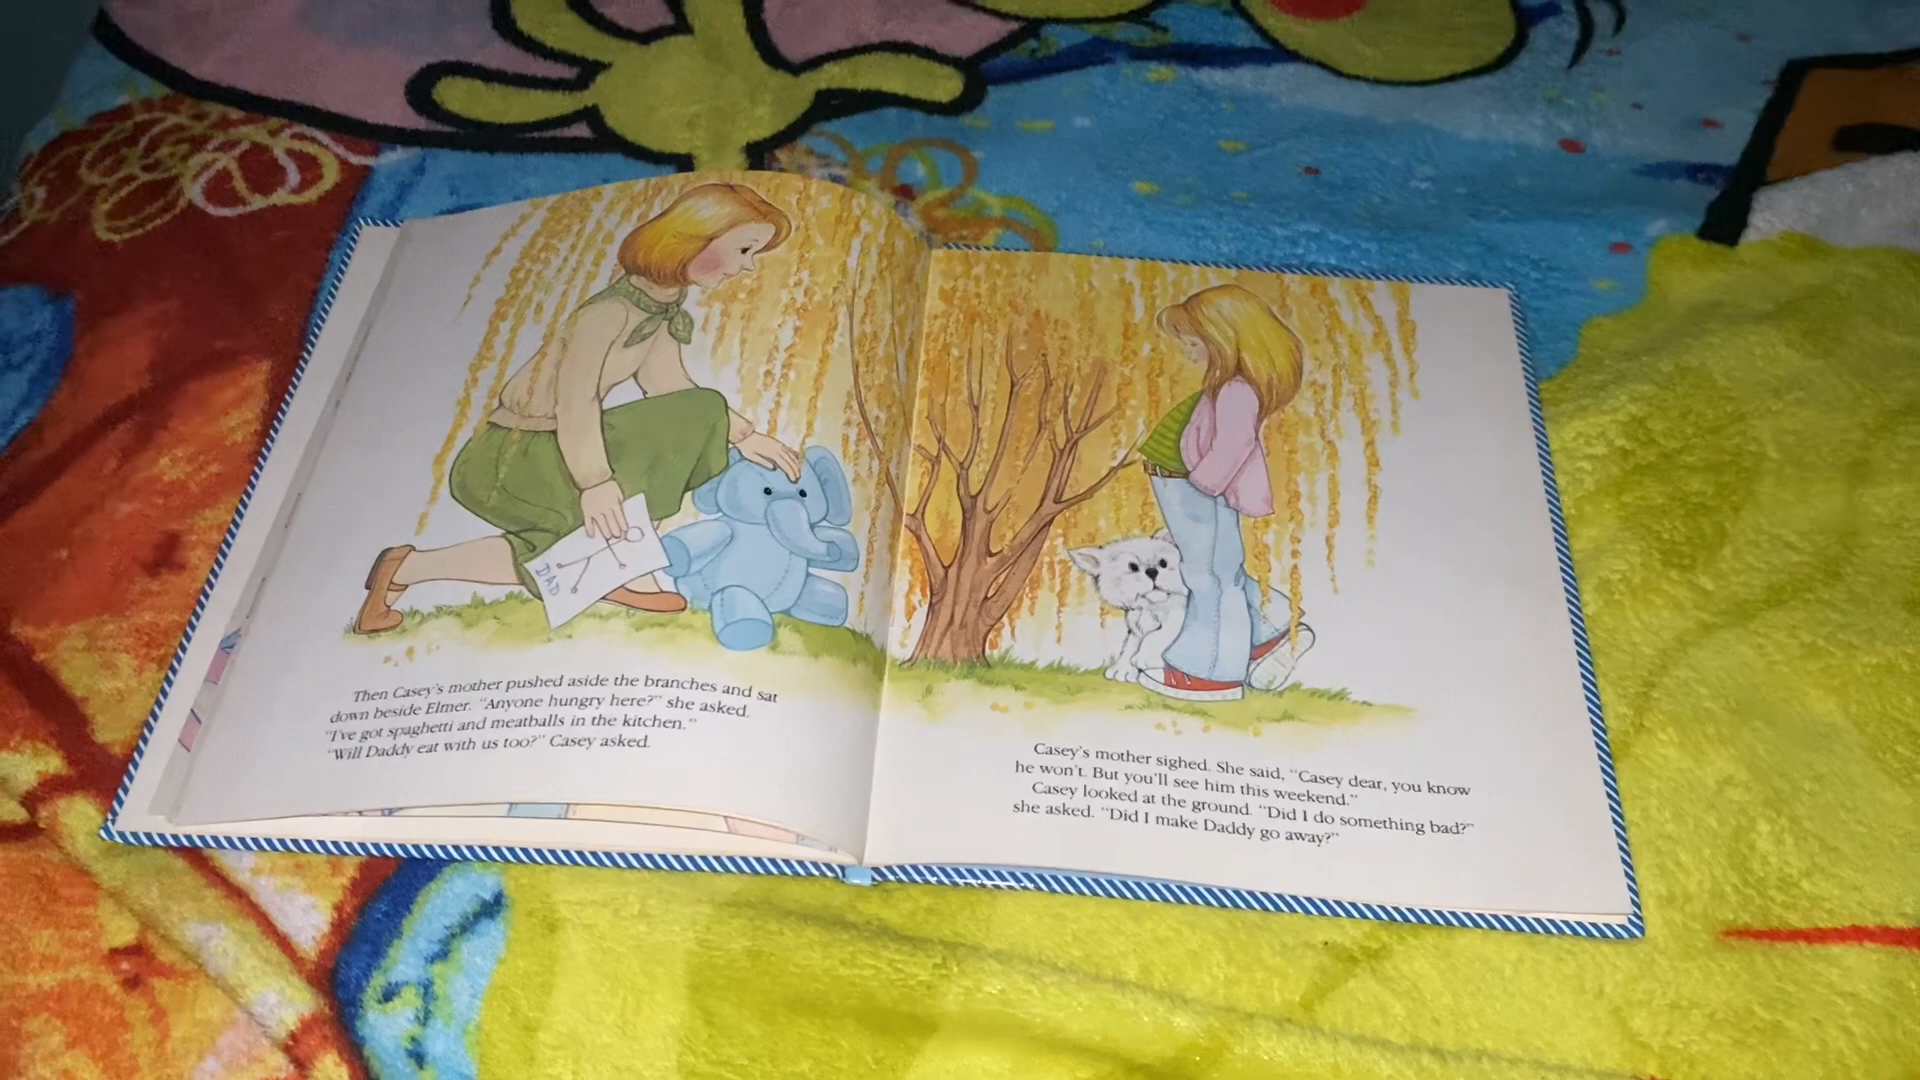 DAD
Then Casey's mother pushed aside the branches and sat
down beside Elmer. "Anyone hungry here?" she asked.
"I've got spaghetti and meatballs in the kitchen."
"Will Daddy eat with us too?" Casey asked.
Casey's mother sighed. She said, "Casey dear, you know
he won't. But you'll see him this weekend."
Casey looked at the ground. "Did I do something bad?"
she asked. "Did I make Daddy go away?"